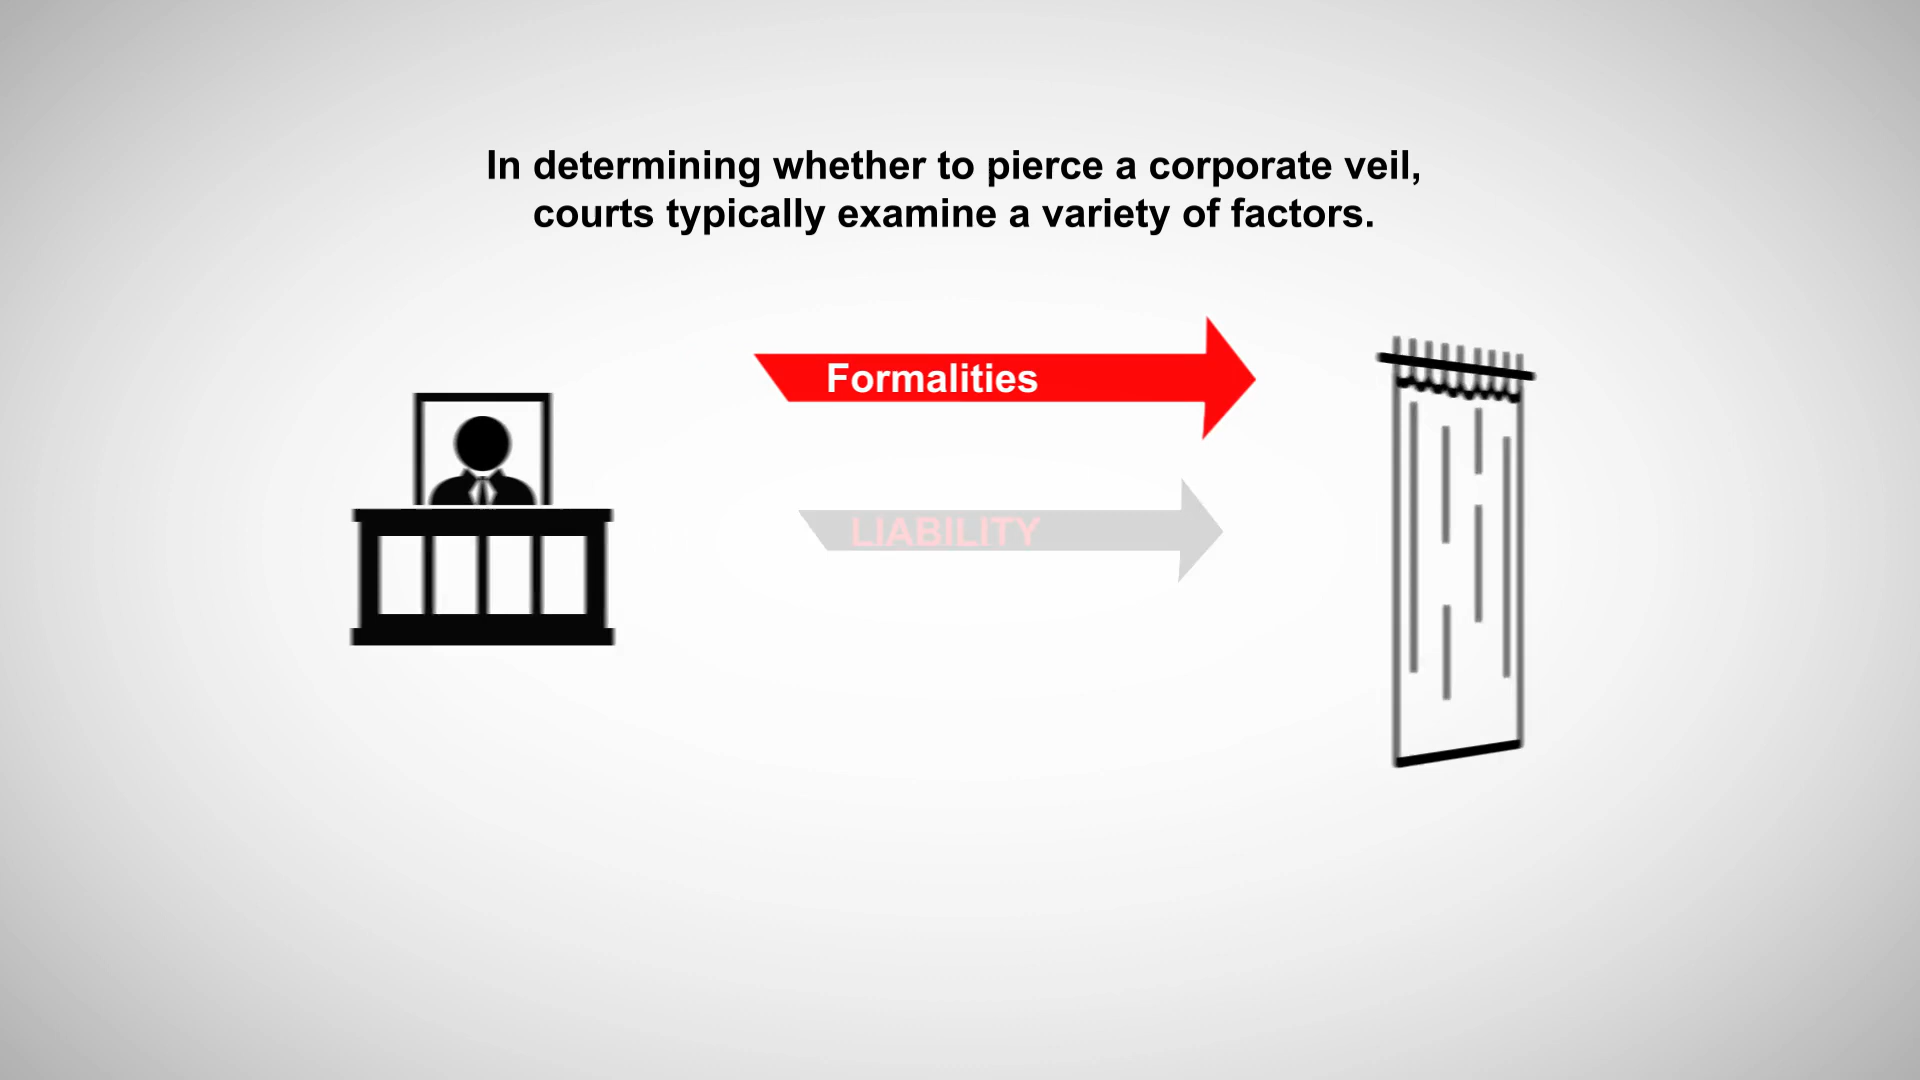 In determining whether to pierce a corporate veil,
courts typically examine a variety of factors.
Formalities
LIABILITY